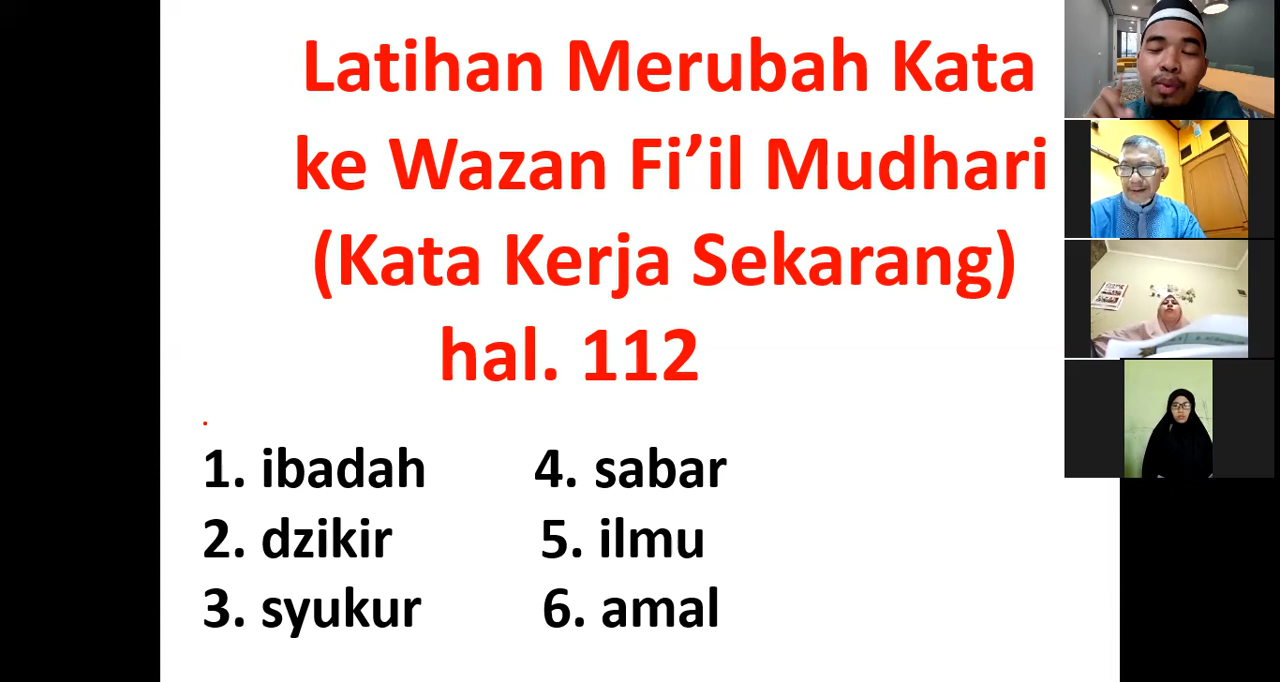 Latihan Merubah Kata
ke Wazan Fi’il Mudhari
(Kata Kerja Sekarang)
hal. 112
1. ibadah 4. sabar
2. dzikir 5. ilmu
3. syukur 6. amal